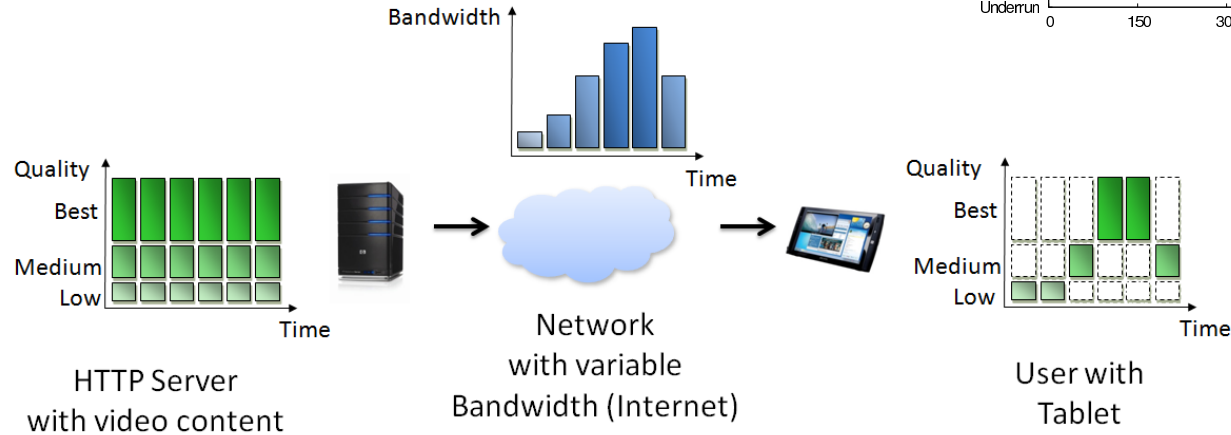 Bandwidth
Time
Underrun
0 150 30
Quality
Best
Medium
Low
Time
HTTP Server
with video content
Network
with variable
Bandwidth (Internet)
Quality
Best
Medium
Low
Time
User with
Tablet